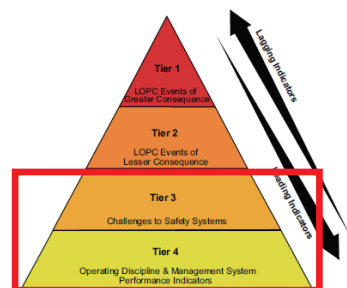 Tier 1
LOPC Events of
Greater Consequence
Tier 2
LOPC Events of
Lesser Consequence
Tier 3
Challenges to Safety Systems
Tier 4
Operating Discipline & Management System
Performance Indicators
Lagging Indicators
Leading Indicators